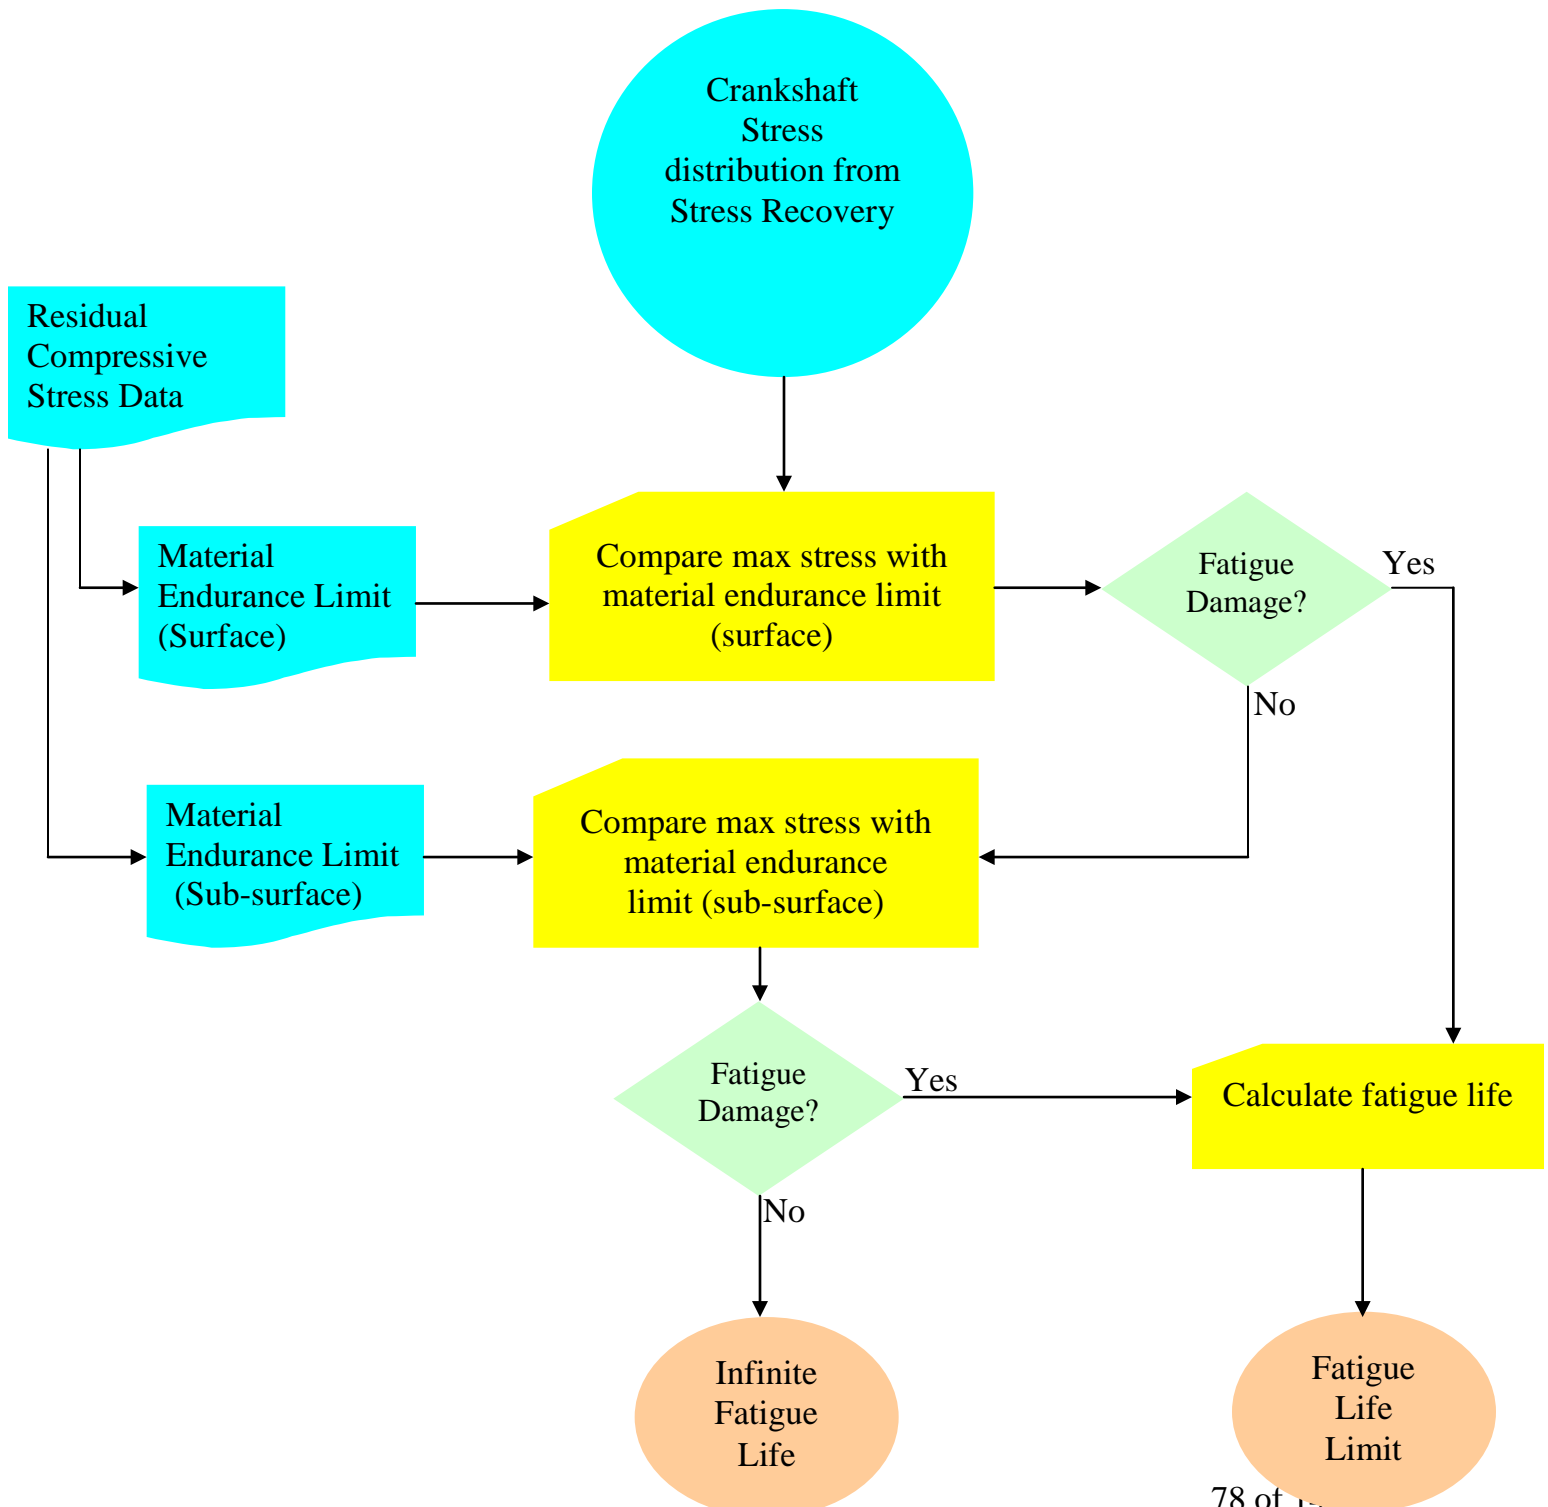 Crankshaft
Stress
distribution from
Stress Recovery
Residual
Compressive
Stress Data
Material
Endurance Limit
(Surface)
Compare max stress with
material endurance limit
(surface)
Fatigue
Damage?
Yes
No
Material
Endurance Limit
(Sub-surface)
Compare max stress with
material endurance
limit (sub-surface)
Fatigue
Damage?
Yes
Calculate fatigue life
No
Infinite
Fatigue
Life
Fatigue
Life
Limit
78 of